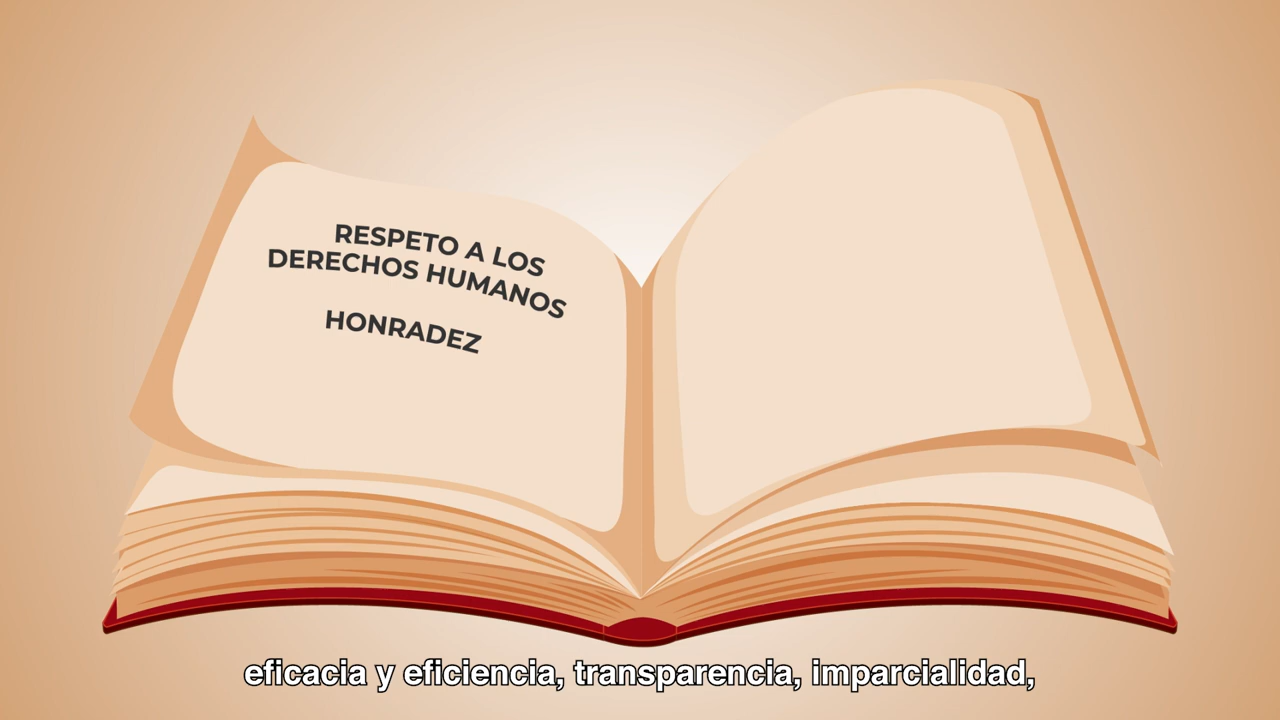 RESPETO A LOS
DERECHOS HUMANOS
HONRADEZ
eficacia y eficiencia, transparencia, imparcialidad,